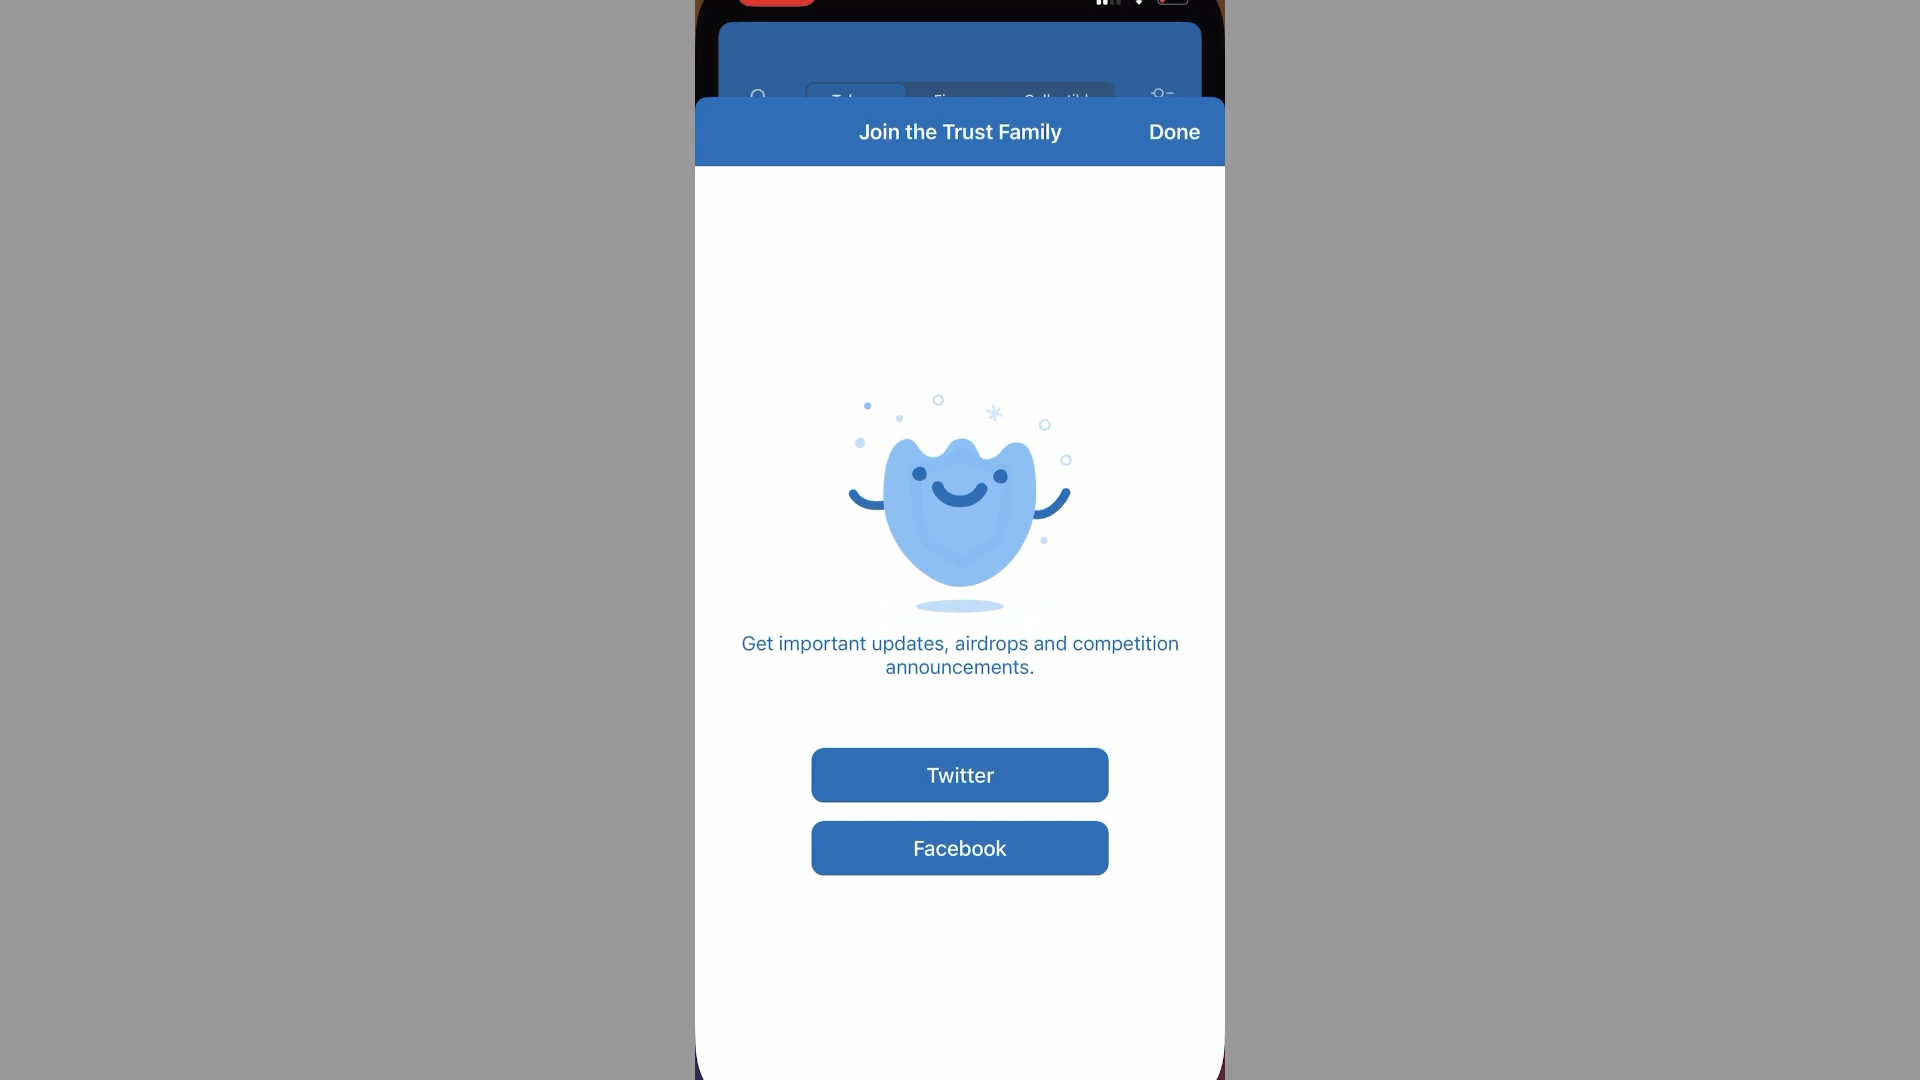 Join the Trust Family
Done
Get important updates, airdrops and competition
announcements.
Twitter
Facebook